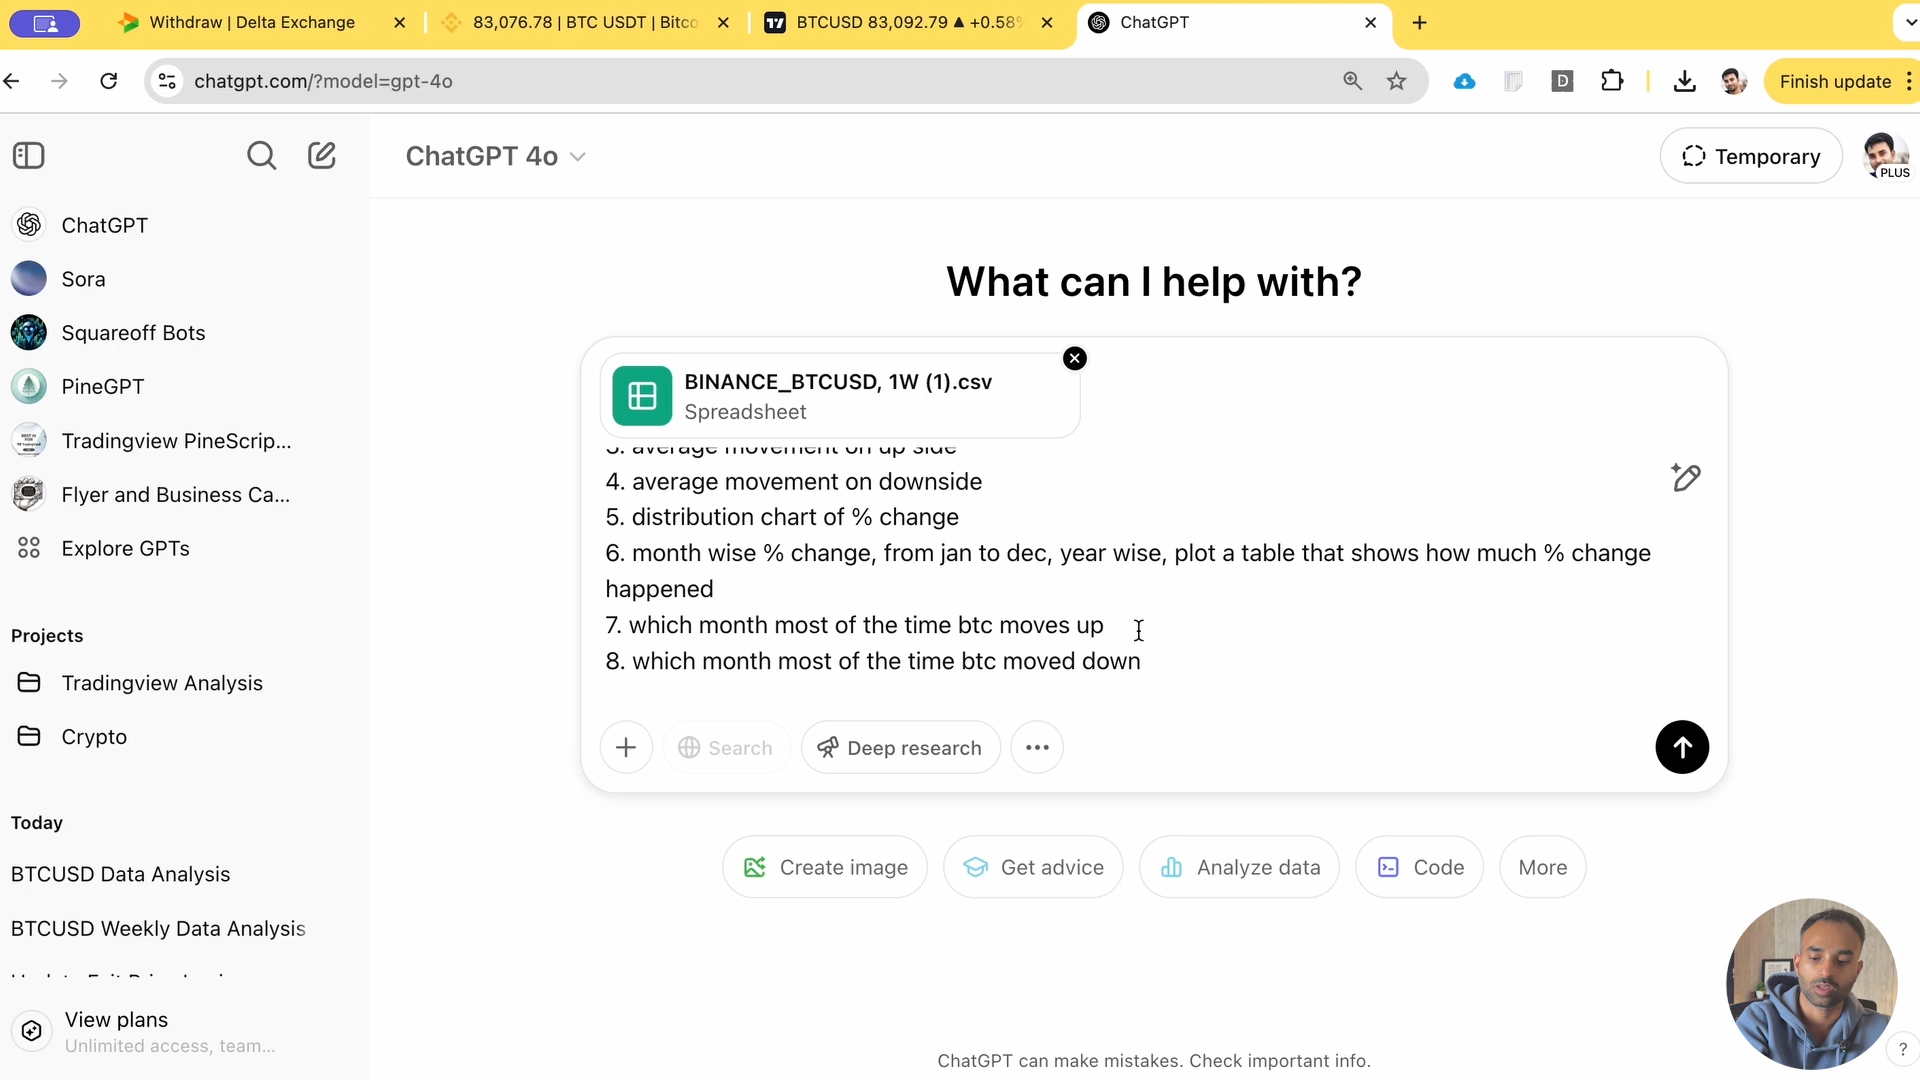 Withdraw | Delta Exchange
83,076.78 | BTC USDT | Bitco
BTCUSD 83,092.79 ▲ +0.58%
ChatGPT
chatgpt.com/?model=gpt-4o
D
Finish update
ChatGPT 4o
Temporary
PLUS
ChatGPT
Sora
Squareoff Bots
PineGPT
Tradingview PineScrip...
Flyer and Business Ca...
Explore GPTs
Projects
Tradingview Analysis
Crypto
Today
BTCUSD Data Analysis
BTCUSD Weekly Data Analysis
View plans
Unlimited access, team...
What can I help with?
BINANCE_BTCUSD, 1W (1).csv
Spreadsheet
3. average movement on up side
4. average movement on downside
5. distribution chart of % change
6. month wise % change, from jan to dec, year wise, plot a table that shows how much % change
happened
7. which month most of the time btc moves up
8. which month most of the time btc moved down
Search
Deep research
Create image
Get advice
Analyze data
Code
More
ChatGPT can make mistakes. Check important info.
?